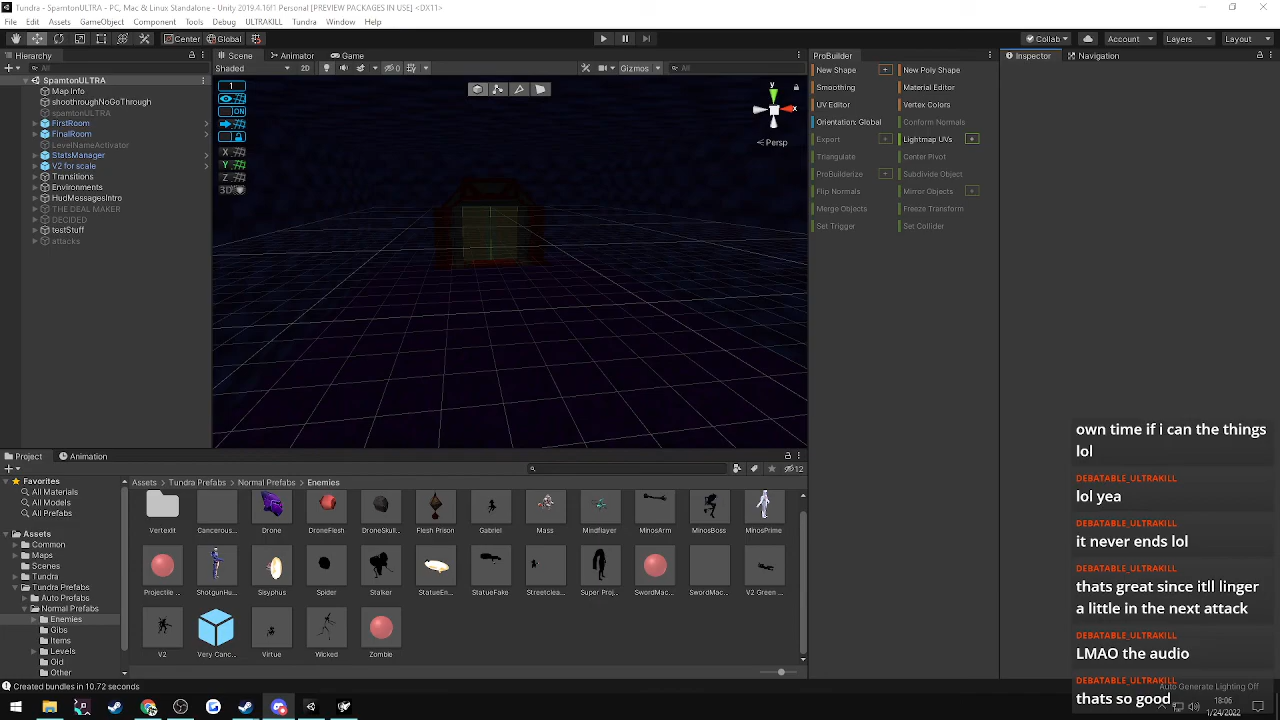 Tundra - SpamtonULTRA - PC, Mac & Linux Standalone - Unity 2019.4.16f1 Personal [PREVIEW PACKAGES IN USE] <DX11>
File Edit Assets GameObject Component Tools Debug ULTRAKILL Tundra Window Help
Center Global Collab Account Layers Layout
Hierarchy
All
SpamtonULTRA
Map Info
shoothroughNoGoThrough
spamtonULTRA
FirstRoom
FinalRoom
LevelNameActivator
StatsManager
V2 for scale
Transitions
Environments
HudMessagesIntro
THE DEAL MAKER
DECIDED
testStuff
attacks
Scene Animator Game
Shaded 2D 0 Gizmos All
1
ON
X
Y
Z
3D
y
x
Persp
ProBuilder
New Shape New Poly Shape
Smoothing Material Editor
UV Editor Vertex Colors
Orientation: Global Conform Normals
Export Lightmap UVs
Triangulate Center Pivot
ProBuilderize Subdivide Object
Flip Normals Mirror Objects
Merge Objects Freeze Transform
Set Trigger Set Collider
Inspector Navigation
Project Animation
12
Favorites
All Materials
All Models
All Prefabs
Assets
Common
Maps
Scenes
Tundra
Tundra Prefabs
Auto Prefabs
Normal Prefabs
Enemies
Gibs
Items
Levels
Old
Other
Assets > Tundra Prefabs > Normal Prefabs > Enemies
Vertexit Cancerous... Drone DroneFlesh DroneSkull... Flesh Prison Gabriel Mass Mindflayer MinosArm MinosBoss MinosPrime
Projectile ... ShotgunHu... Sisyphus Spider Stalker StatueEn... StatueFake Streetclea... Super Proj... SwordMac... SwordMac... V2 Green ...
V2 Very Canc... Virtue Wicked Zombie
Created bundles in 10.72 seconds
own time if i can the things
lol
DEBATABLE_ULTRAKILL
lol yea
DEBATABLE_ULTRAKILL
it never ends lol
DEBATABLE_ULTRAKILL
thats great since itll linger
a little in the next attack
DEBATABLE_ULTRAKILL
LMAO the audio
DEBATABLE_ULTRAKILL
thats so good
Auto Generate Lighting Off
18:06
1/24/2022